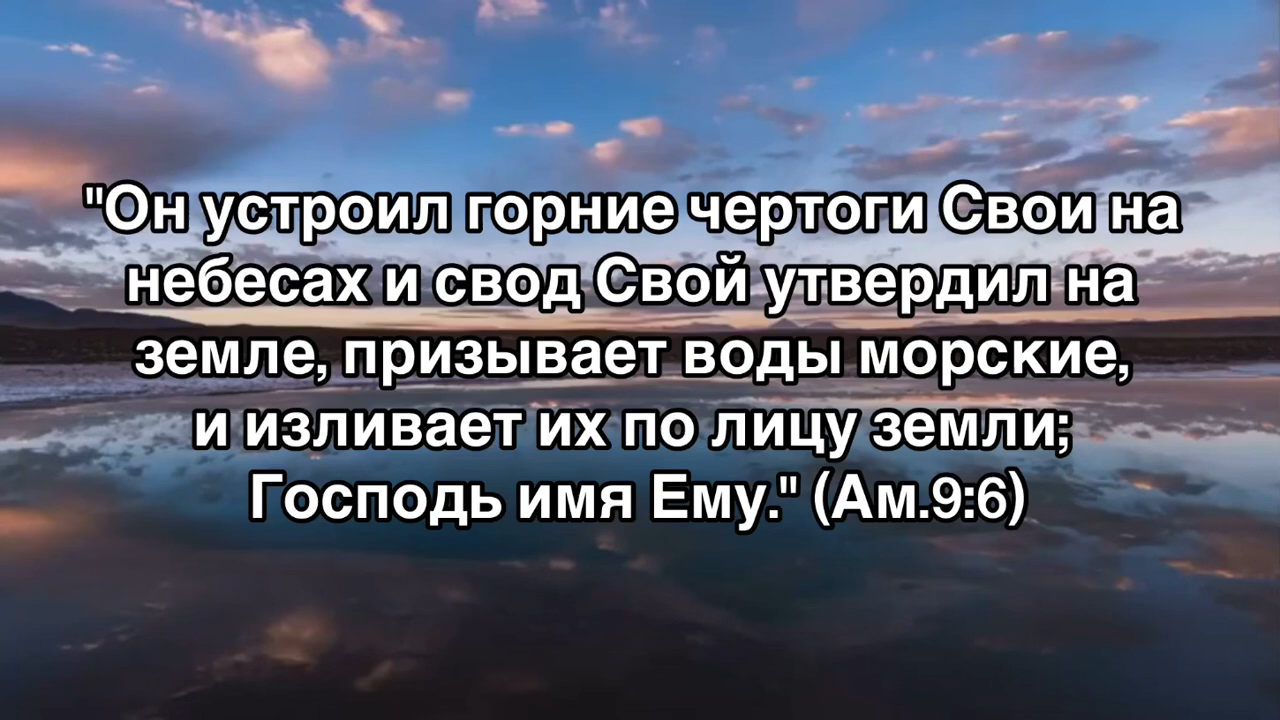 "Он устроил горние чертоги Свои на
небесах и свод Свой утвердил на
земле, призывает воды морские,
и изливает их по лицу земли;
Господь имя Ему." (Ам.9:6)